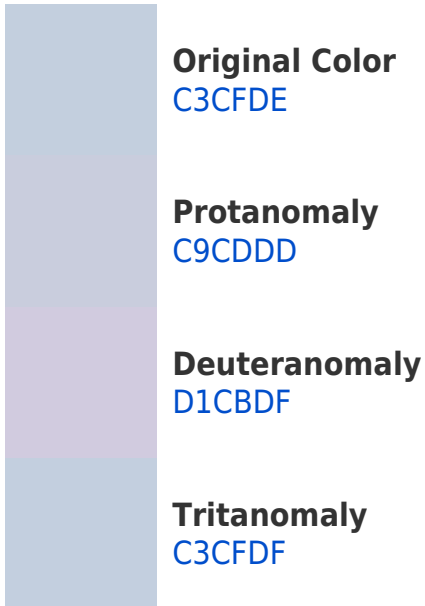 Original Color
C3CFDE
Protanomaly
C9CDDD
Deuteranomaly
D1CBDF
Tritanomaly
C3CFDF